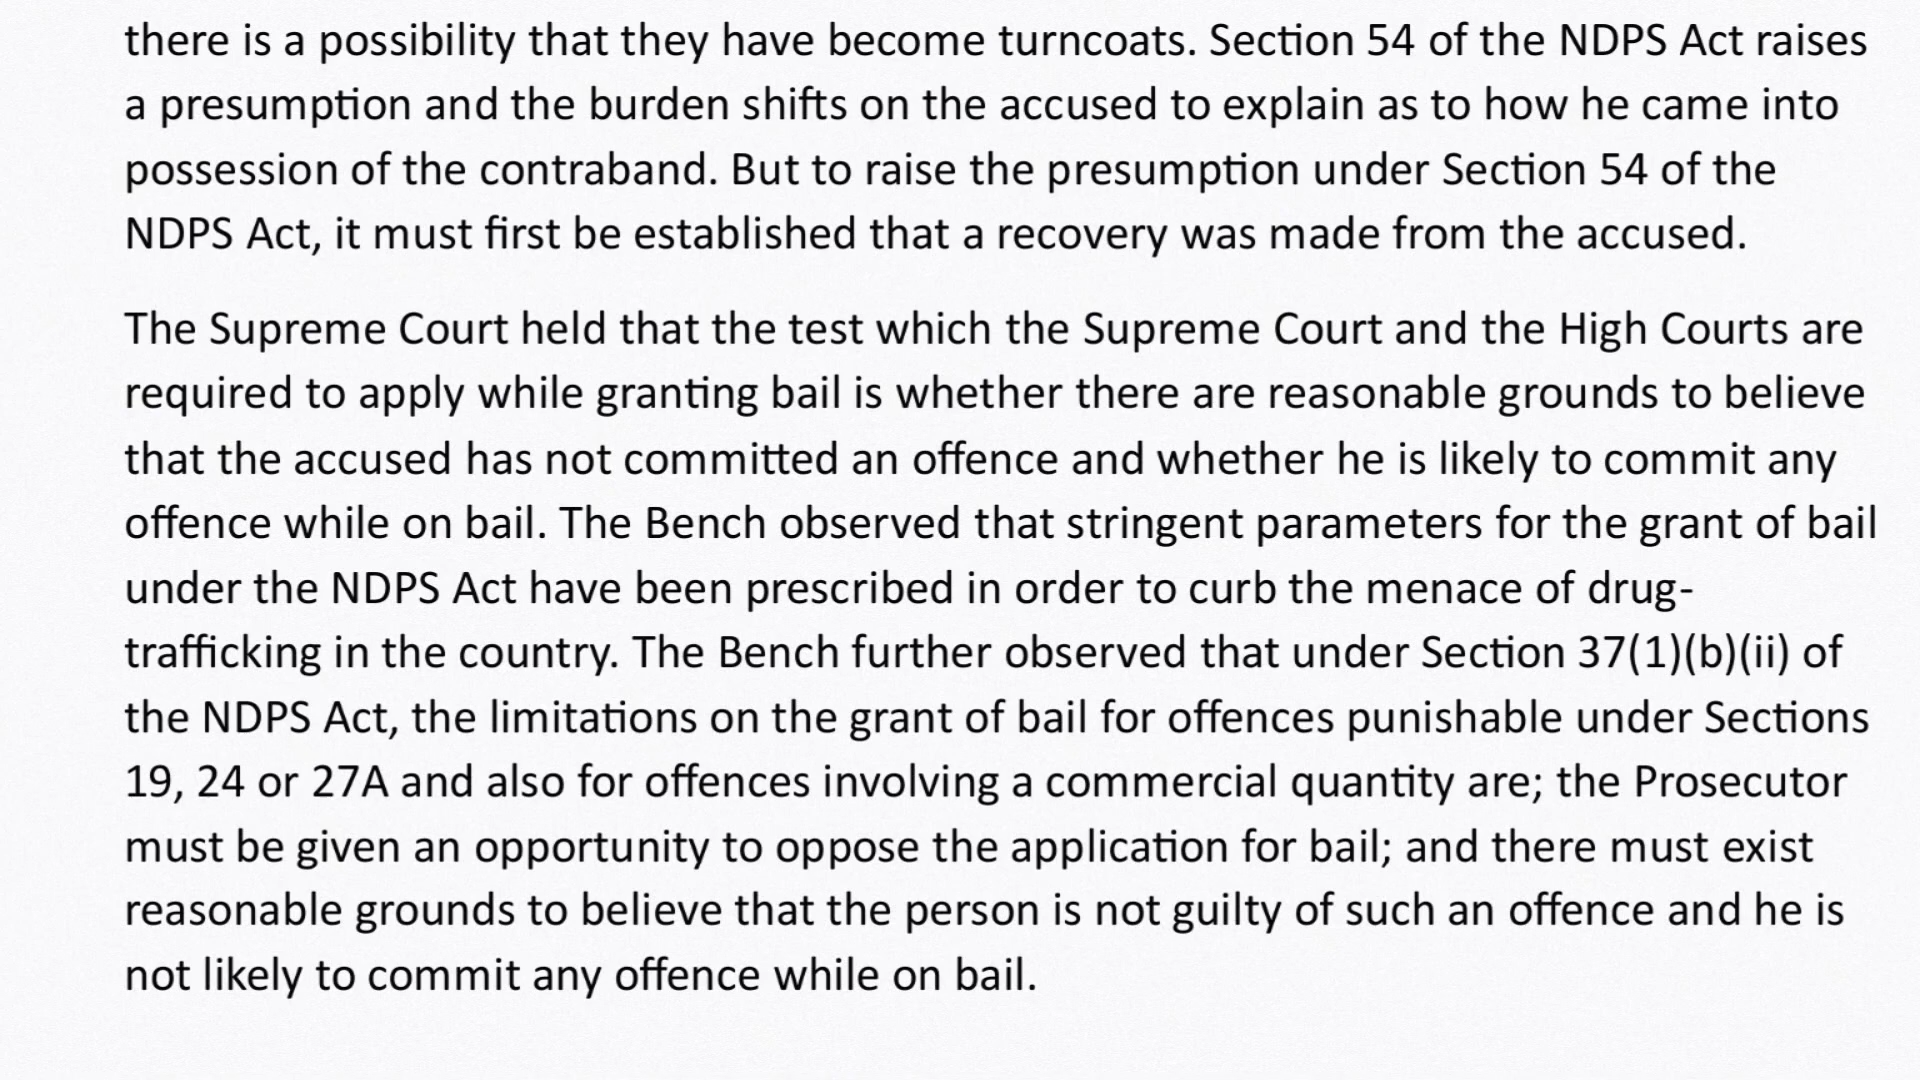 there is a possibility that they have become turncoats. Section 54 of the NDPS Act raises
a presumption and the burden shifts on the accused to explain as to how he came into
possession of the contraband. But to raise the presumption under Section 54 of the
NDPS Act, it must first be established that a recovery was made from the accused.
The Supreme Court held that the test which the Supreme Court and the High Courts are
required to apply while granting bail is whether there are reasonable grounds to believe
that the accused has not committed an offence and whether he is likely to commit any
offence while on bail. The Bench observed that stringent parameters for the grant of bail
under the NDPS Act have been prescribed in order to curb the menace of drug-
trafficking in the country. The Bench further observed that under Section 37(1)(b)(ii) of
the NDPS Act, the limitations on the grant of bail for offences punishable under Sections
19, 24 or 27A and also for offences involving a commercial quantity are; the Prosecutor
must be given an opportunity to oppose the application for bail; and there must exist
reasonable grounds to believe that the person is not guilty of such an offence and he is
not likely to commit any offence while on bail.